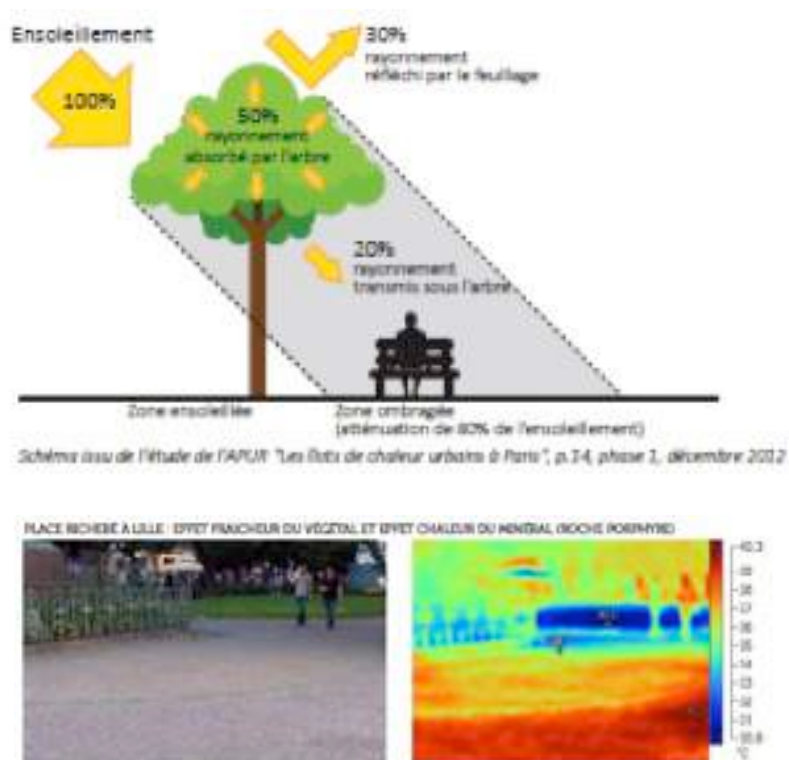 Ensoleillement
100%
30%
rayonnement
réfléchi par le feuillage
50%
rayonnement
absorbé par l'arbre
20%
rayonnement
transmis sous l'arbre
Zone ensoleillée
Zone ombragée
(atténuation de 80% de l'ensoleillement)
Schéma issu de l'étude de l'APUR "Les îlots de chaleur urbains à Paris", p.14, phase 1, décembre 2012
PLACE RICHEBÉ À LILLE : EFFET FRAICHEUR DU VÉGÉTAL ET EFFET CHALEUR DU MINÉRAL (ROCHE PORPHYRE)
°C